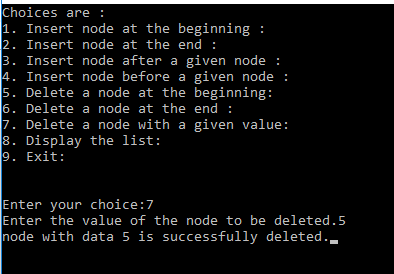 Choices are :
1. Insert node at the beginning :
2. Insert node at the end :
3. Insert node after a given node :
4. Insert node before a given node :
5. Delete a node at the beginning:
6. Delete a node at the end :
7. Delete a node with a given value:
8. Display the list:
9. Exit:
Enter your choice:7
Enter the value of the node to be deleted.5
node with data 5 is successfully deleted.